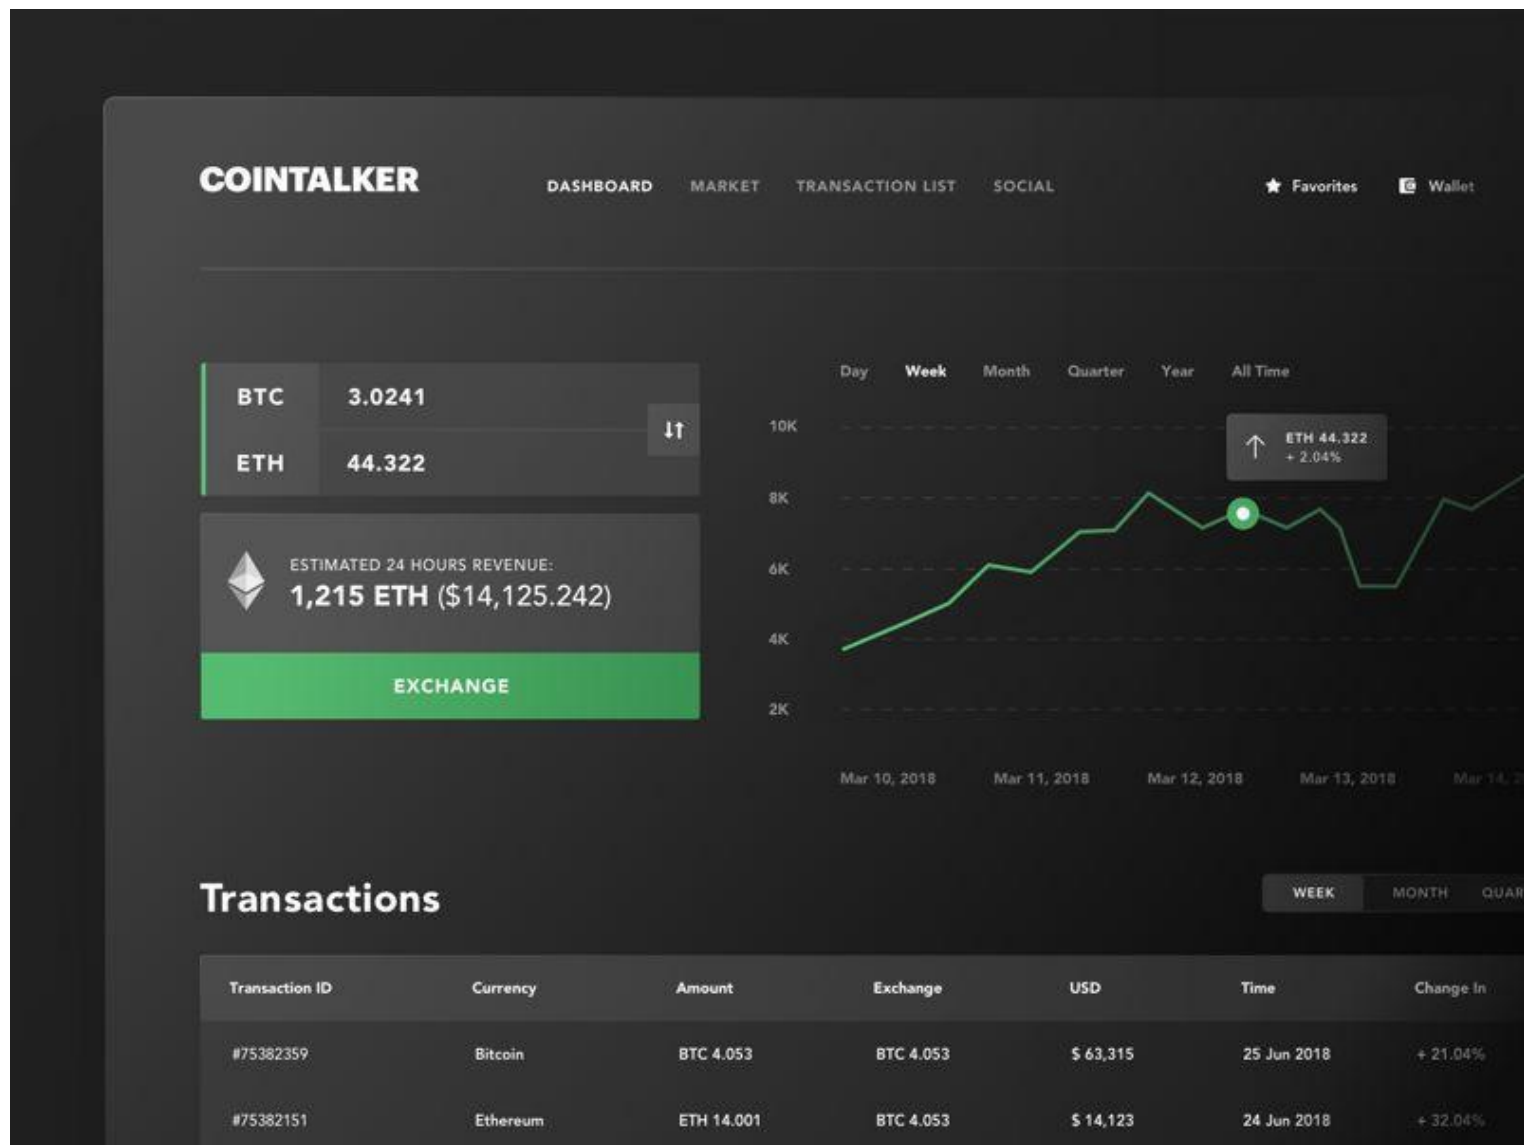 COINTALKER
DASHBOARD MARKET TRANSACTION LIST SOCIAL
Favorites Wallet
BTC 3.0241
ETH 44.322
ESTIMATED 24 HOURS REVENUE:
1,215 ETH ($14,125.242)
EXCHANGE
Day Week Month Quarter Year All Time
10K
ETH 44.322
+ 2.04%
8K
6K
4K
2K
Mar 10, 2018 Mar 11, 2018 Mar 12, 2018 Mar 13, 2018 Mar 14, 2
Transactions
WEEK MONTH QUAR
Transaction ID Currency Amount Exchange USD Time Change In
#75382359 Bitcoin BTC 4.053 BTC 4.053 $ 63,315 25 Jun 2018 + 21.04%
#75382151 Ethereum ETH 14.001 BTC 4.053 $ 14,123 24 Jun 2018 + 32.04%